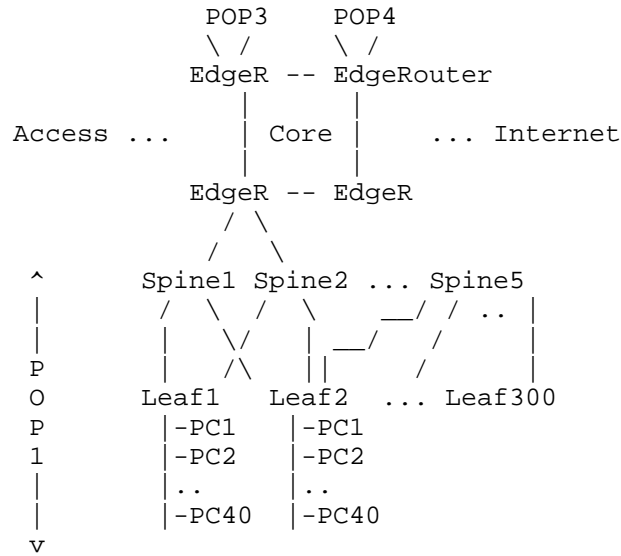 POP3 POP4
EdgeR -- EdgeRouter
Access ... Core ... Internet
EdgeR -- EdgeR
Spine1 Spine2 ... Spine5
..
P
O Leaf1 Leaf2 ... Leaf300
P |-PC1 |-PC1
1 |-PC2 |-PC2
|.. |..
|-PC40 |-PC40
v